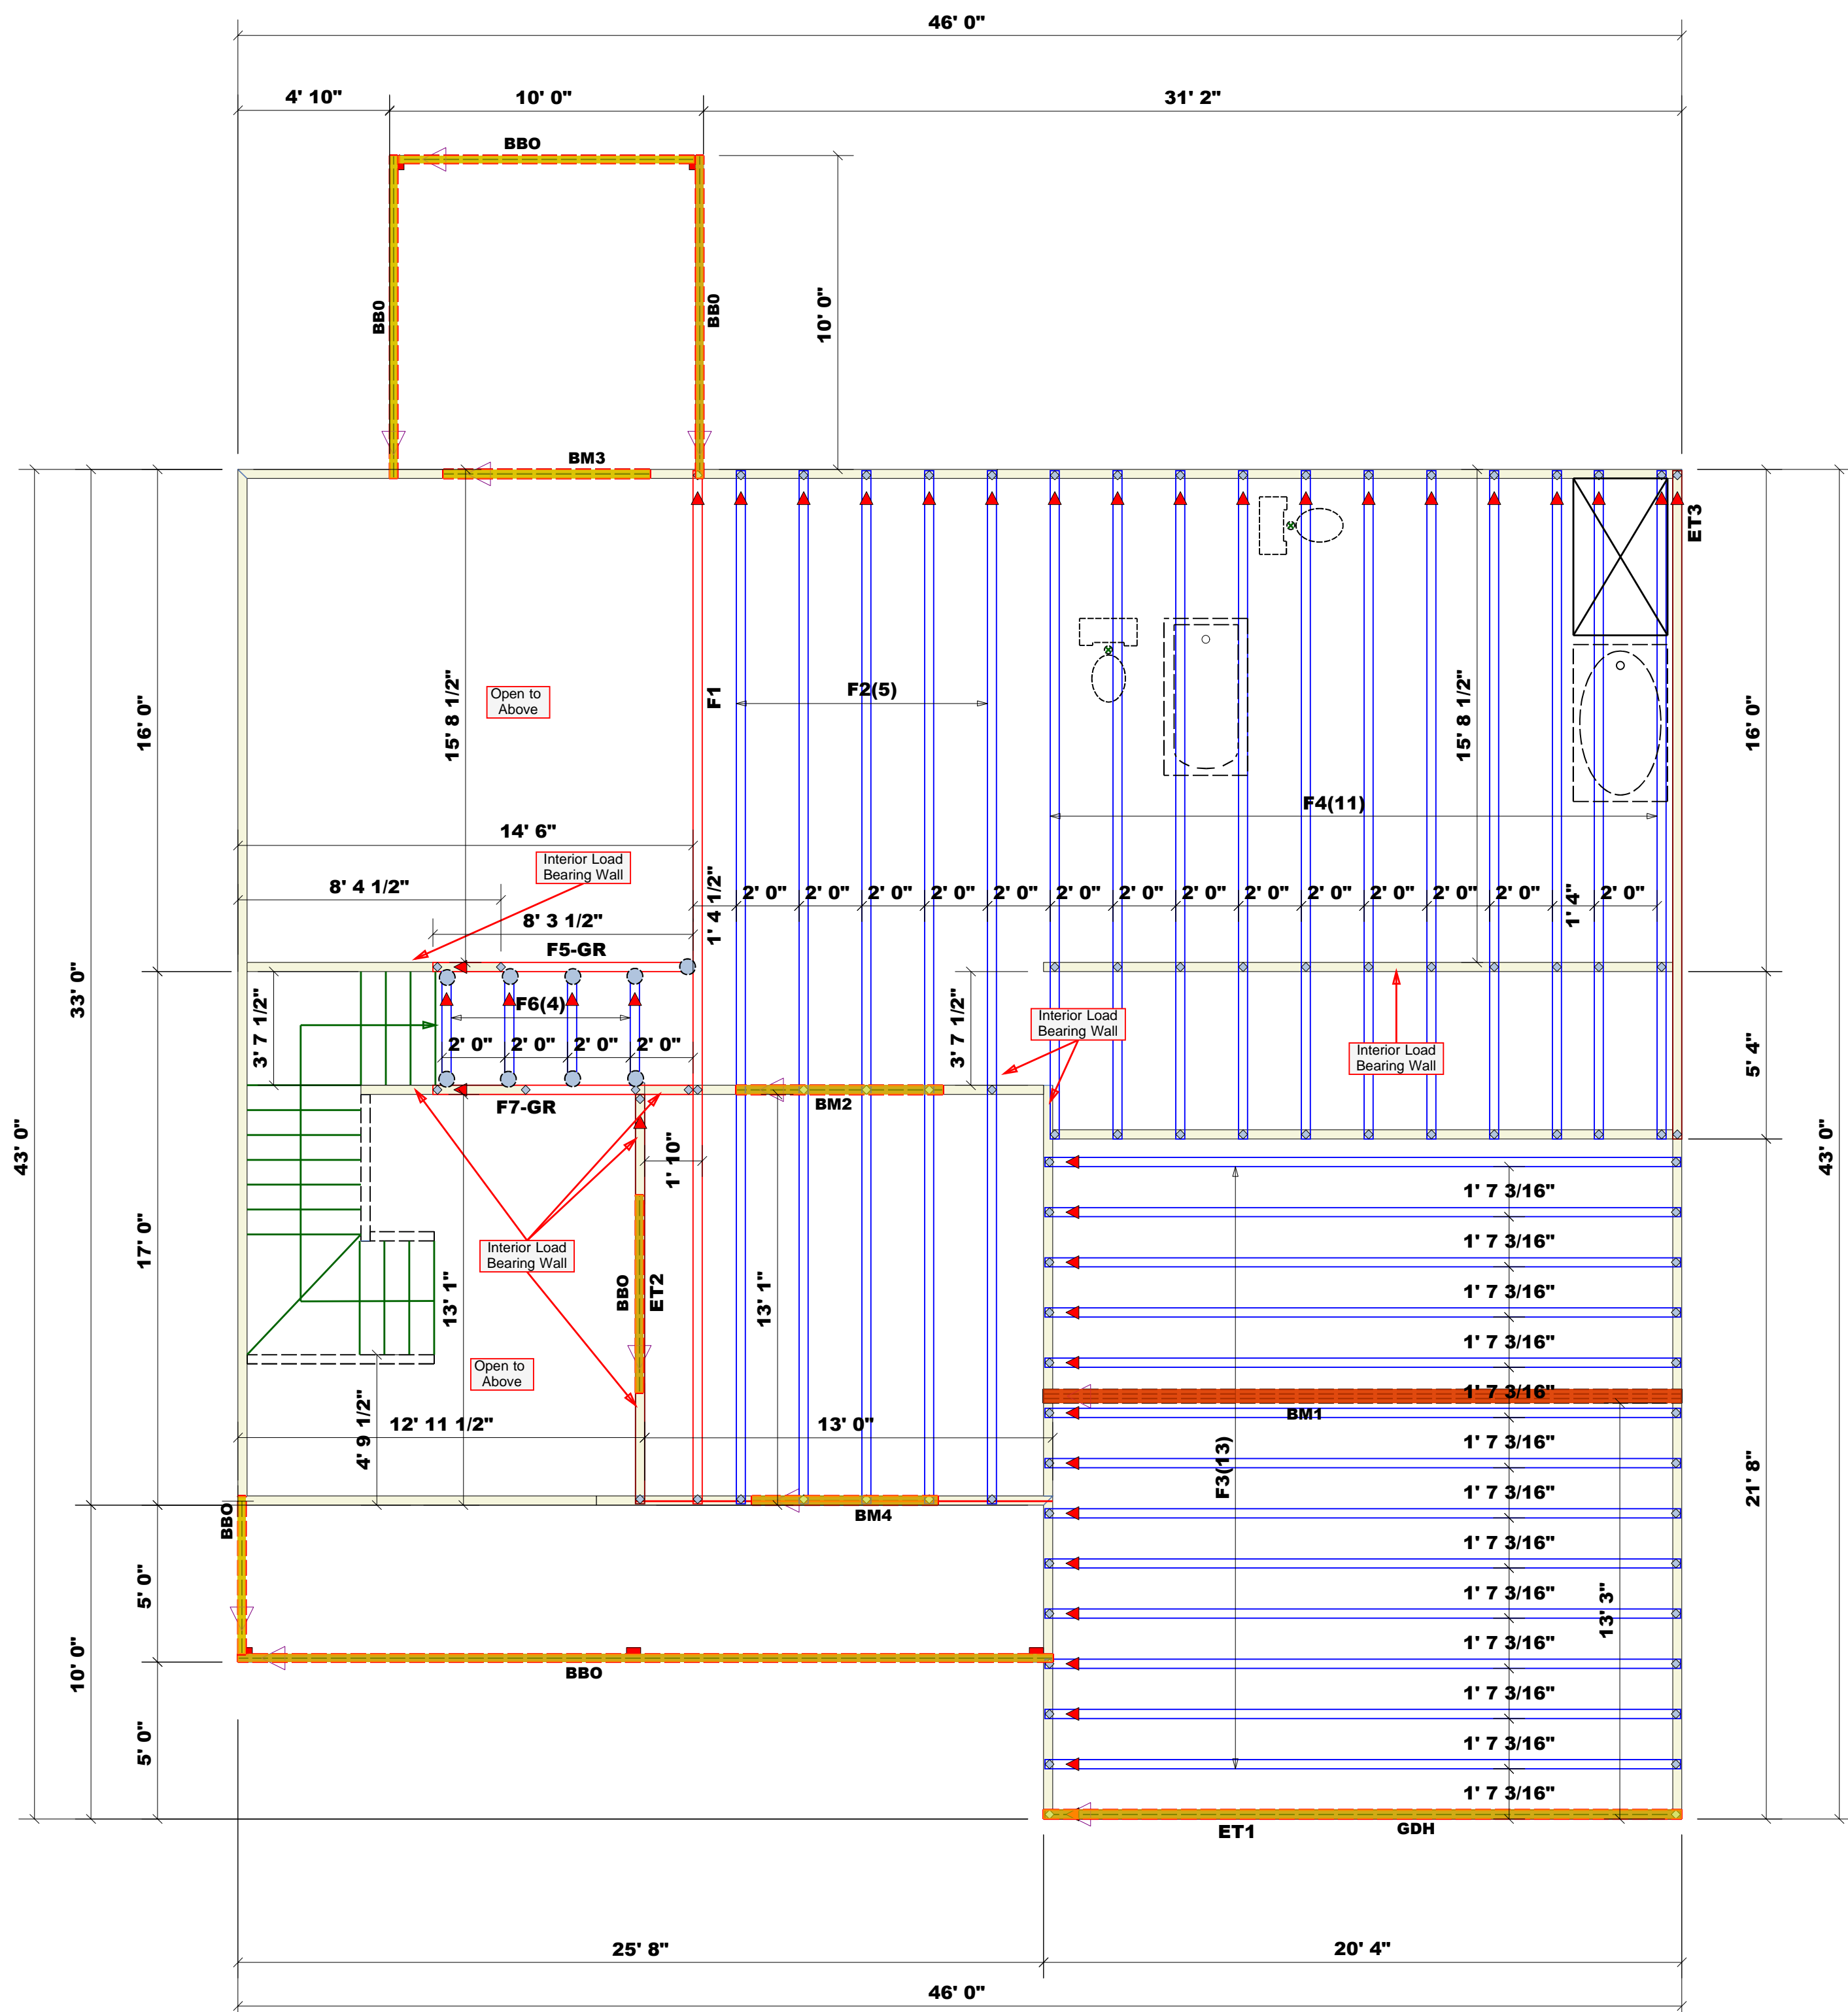 46' 0"
4' 10"
10' 0"
31' 2"
BBO
BBO
BBO
10' 0"
BM3
ET3
16' 0"
15' 8 1/2"
Open to
Above
F1
F2(5)
15' 8 1/2"
16' 0"
F4(11)
14' 6"
Interior Load
Bearing Wall
8' 4 1/2"
1' 4 1/2"
2' 0"
2' 0"
2' 0"
2' 0"
2' 0"
2' 0"
2' 0"
2' 0"
2' 0"
2' 0"
2' 0"
2' 0"
2' 0"
1' 4"
2' 0"
8' 3 1/2"
F5-GR
33' 0"
3' 7 1/2"
F6(4)
2' 0"
2' 0"
2' 0"
2' 0"
3' 7 1/2"
Interior Load
Bearing Wall
Interior Load
Bearing Wall
5' 4"
F7-GR
BM2
43' 0"
43' 0"
1' 10"
17' 0"
13' 1"
Interior Load
Bearing Wall
BBO
ET2
13' 1"
1' 7 3/16"
1' 7 3/16"
1' 7 3/16"
1' 7 3/16"
1' 7 3/16"
BM1
Open to
Above
4' 9 1/2"
12' 11 1/2"
13' 0"
F3(13)
1' 7 3/16"
1' 7 3/16"
1' 7 3/16"
1' 7 3/16"
1' 7 3/16"
1' 7 3/16"
1' 7 3/16"
1' 7 3/16"
13' 3"
21' 8"
BBO
BM4
5' 0"
10' 0"
BBO
5' 0"
ET1
GDH
25' 8"
20' 4"
46' 0"